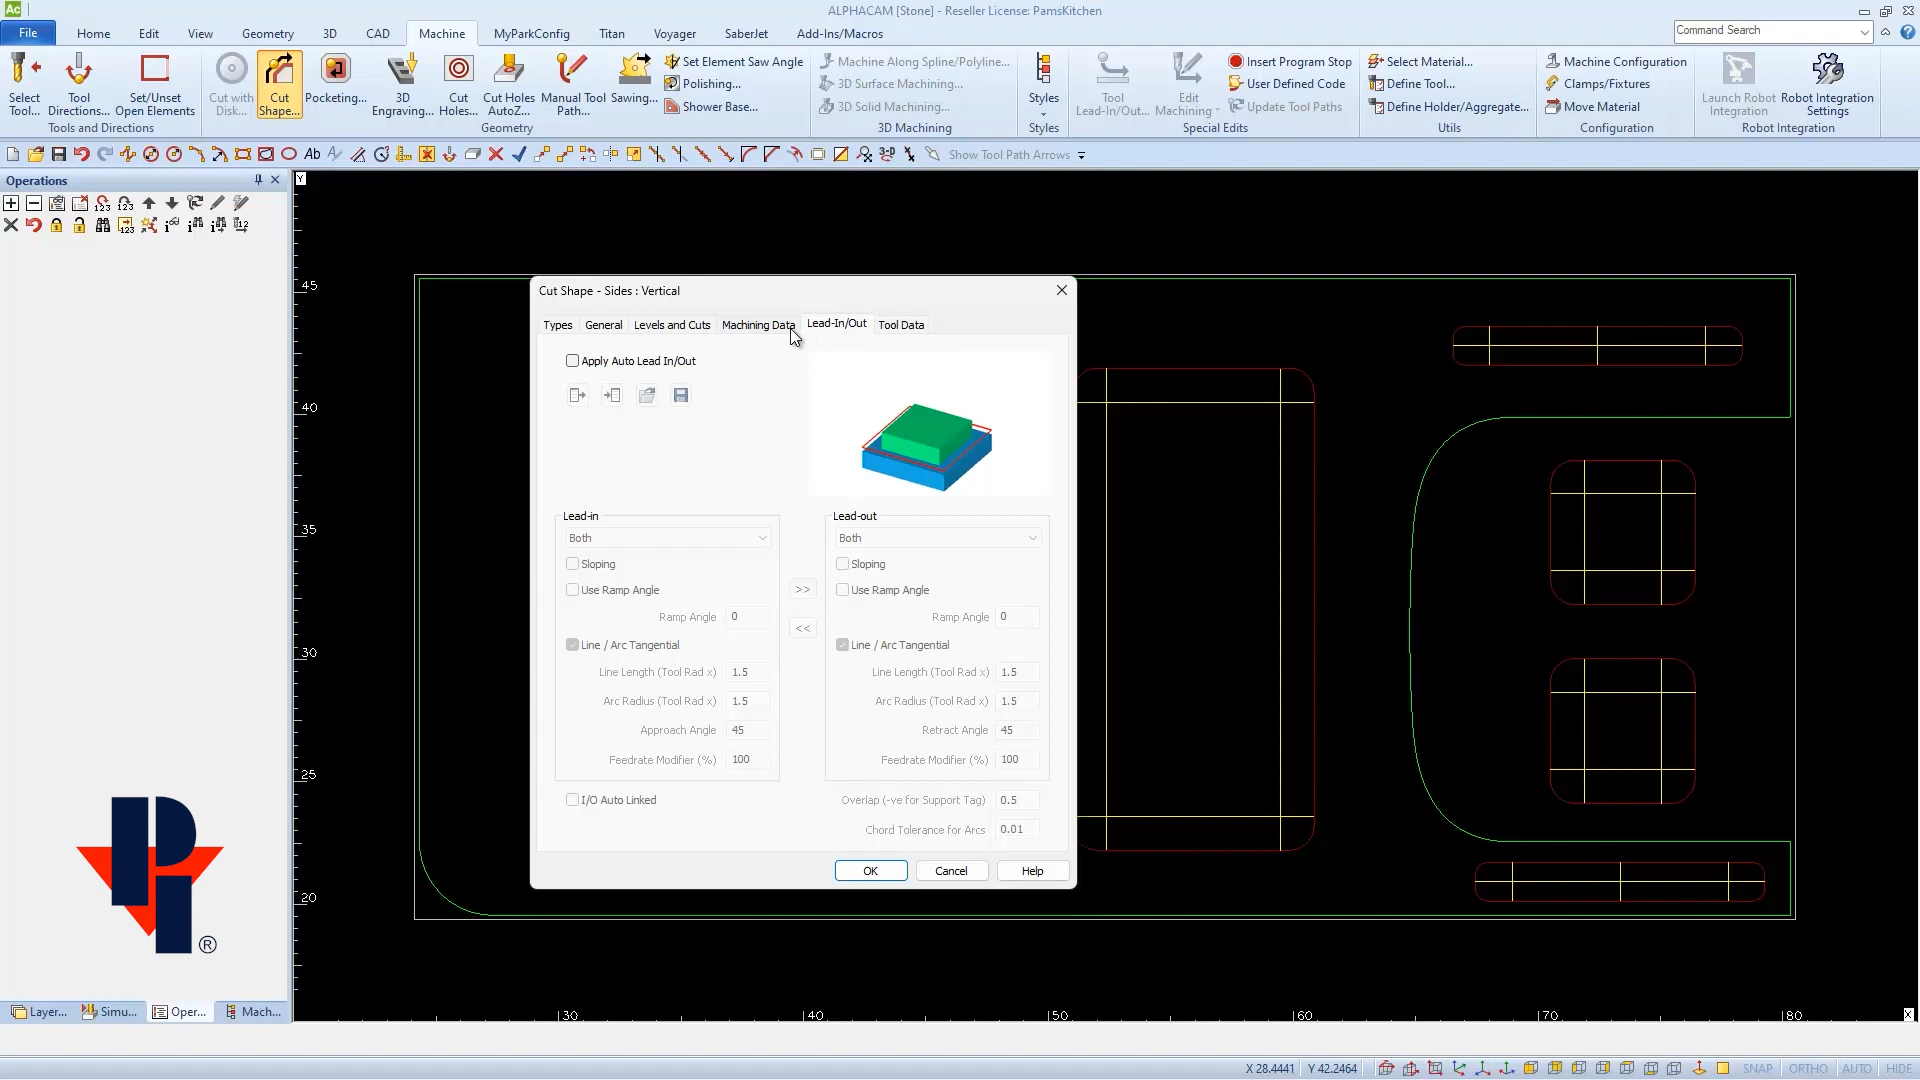 Ac
ALPHACAM [Stone] - Reseller License: PamsKitchen
File Home Edit View Geometry 3D CAD Machine MyParkConfig Titan Voyager SaberJet Add-Ins/Macros
Command Search
Select Tool...
Tool Directions...
Set/Unset Open Elements
Tools and Directions
Cut with Disk...
Cut Shape...
Pocketing...
3D Engraving...
Cut Holes...
Cut Holes AutoZ...
Manual Tool Path...
Sawing...
Set Element Saw Angle
Polishing...
Shower Base...
Geometry
Machine Along Spline/Polyline...
3D Surface Machining...
3D Solid Machining...
3D Machining
Styles
Styles
Tool Lead-In/Out...
Edit Machining
Insert Program Stop
User Defined Code
Update Tool Paths
Special Edits
Select Material...
Define Tool...
Define Holder/Aggregate...
Utils
Machine Configuration
Clamps/Fixtures
Move Material
Configuration
Launch Robot Integration
Robot Integration Settings
Robot Integration
Ab
3-D
Show Tool Path Arrows
Operations
Y
123 123
123 12
45
40
35
30
25
20
Cut Shape - Sides : Vertical
Types General Levels and Cuts Machining Data Lead-In/Out Tool Data
Apply Auto Lead In/Out
Lead-in
Both
Sloping
Use Ramp Angle
Ramp Angle 0
Line / Arc Tangential
Line Length (Tool Rad x) 1.5
Arc Radius (Tool Rad x) 1.5
Approach Angle 45
Feedrate Modifier (%) 100
>>
<<
Lead-out
Both
Sloping
Use Ramp Angle
Ramp Angle 0
Line / Arc Tangential
Line Length (Tool Rad x) 1.5
Arc Radius (Tool Rad x) 1.5
Retract Angle 45
Feedrate Modifier (%) 100
I/O Auto Linked
Overlap (-ve for Support Tag) 0.5
Chord Tolerance for Arcs 0.01
OK Cancel Help
®
Layer... Simu... Oper... Mach...
30 40 50 60 70 80 X
X 28.4441 Y 42.2464
SNAP ORTHO AUTO HIDE